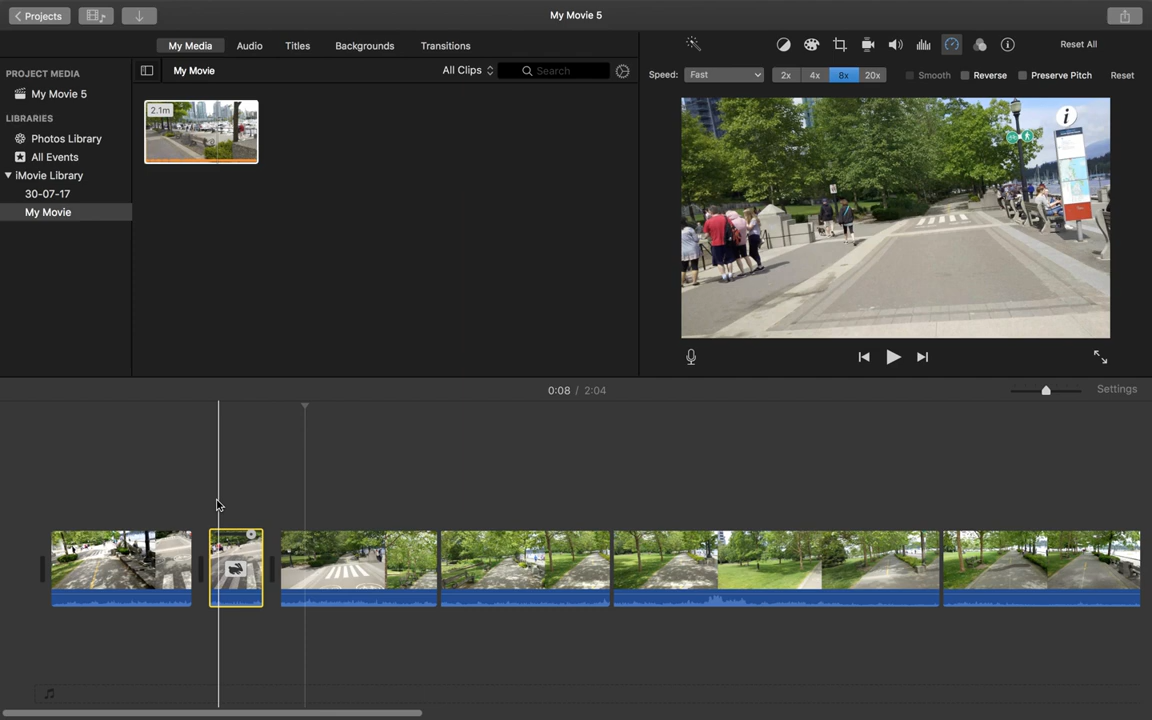 Projects
My Movie 5
My Media
Audio
Titles
Backgrounds
Transitions
Reset All
PROJECT MEDIA
My Movie
All Clips
Search
Speed:
Fast
2x
4x
8x
20x
Smooth
Reverse
Preserve Pitch
Reset
My Movie 5
LIBRARIES
Photos Library
All Events
iMovie Library
30-07-17
My Movie
2.1m
i
0:08 / 2:04
Settings